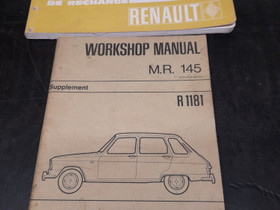 DE RECHANGE
RENAULT
WORKSHOP MANUAL
M.R. 145
Supplement
R 1181